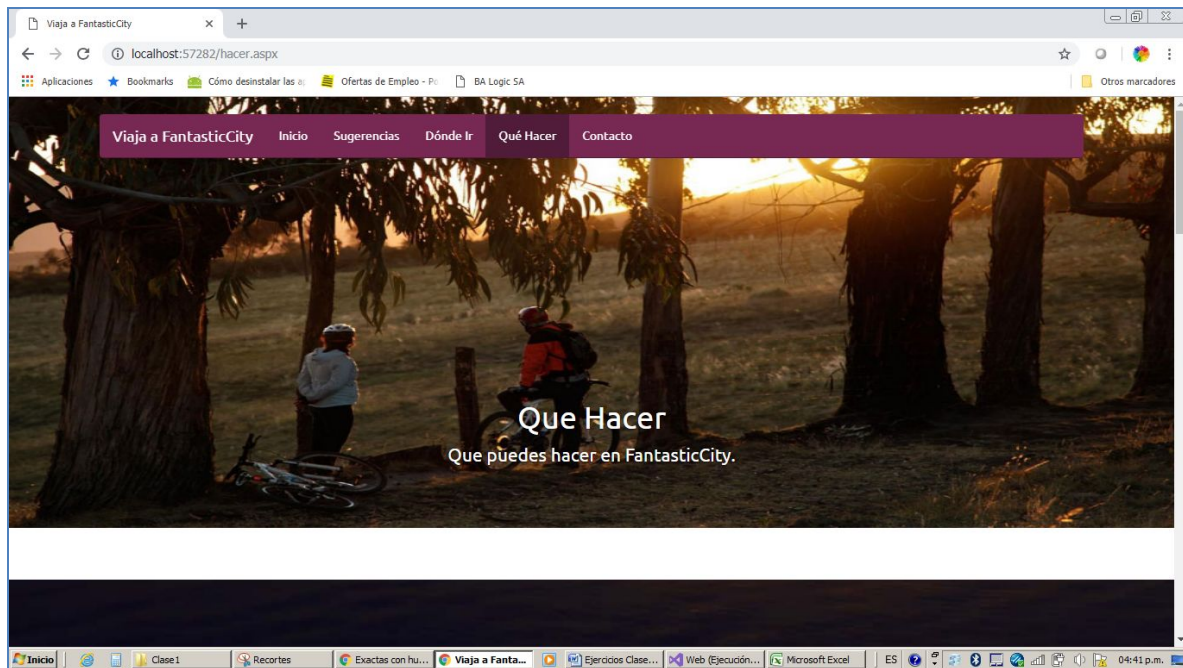 Viaja a FantasticCity
localhost:57282/hacer.aspx
Aplicaciones Bookmarks Cómo desinstalar las a Ofertas de Empleo - Po BA Logic SA Otros marcadores
Viaja a FantasticCity Inicio Sugerencias Dónde Ir Qué Hacer Contacto
Que Hacer
Que puedes hacer en FantasticCity.
Inicio Clase1 Recortes Exactas con hu... Viaja a Fanta... Ejercicios Clase... Web (Ejecución... Microsoft Excel ES 04:41 p.m.